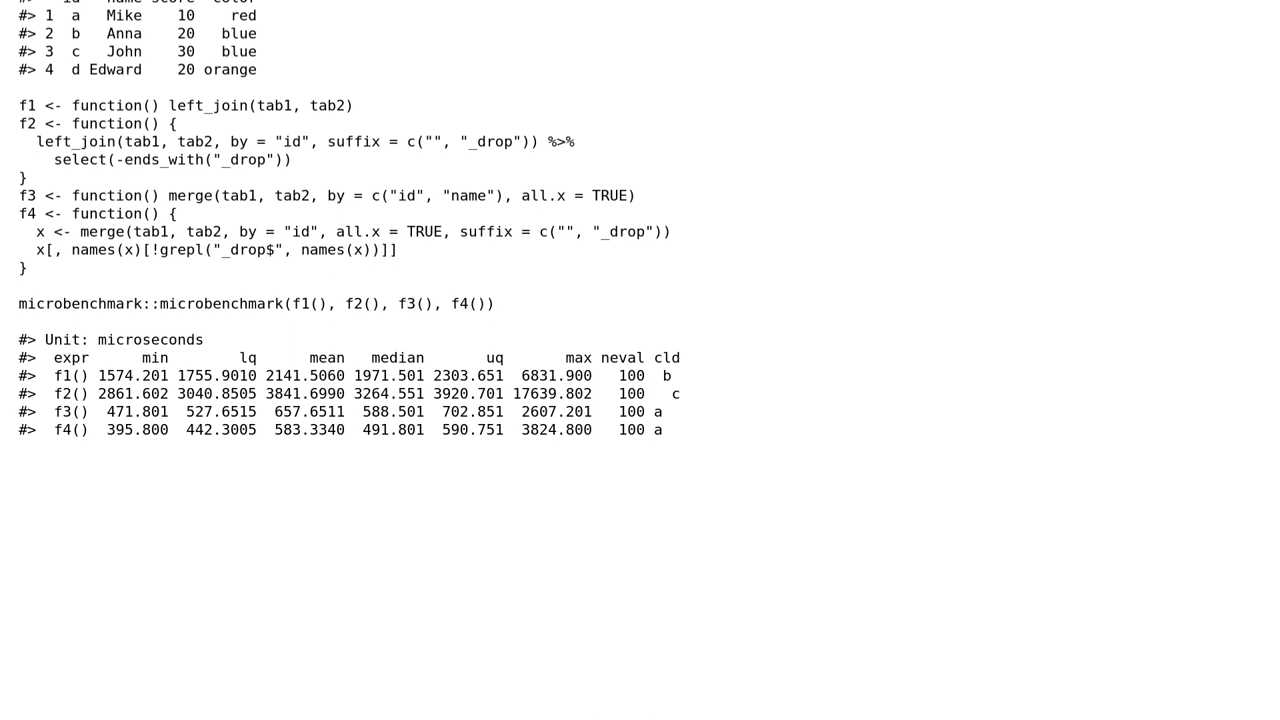 #> 1  a   Mike    10    red
#> 2  b   Anna    20   blue
#> 3  c   John    30   blue
#> 4  d Edward    20 orange

f1 <- function() left_join(tab1, tab2)
f2 <- function() {
  left_join(tab1, tab2, by = "id", suffix = c("", "_drop")) %>%
    select(-ends_with("_drop"))
}
f3 <- function() merge(tab1, tab2, by = c("id", "name"), all.x = TRUE)
f4 <- function() {
  x <- merge(tab1, tab2, by = "id", all.x = TRUE, suffix = c("", "_drop"))
  x[, names(x)[!grepl("_drop$", names(x))]]
}

microbenchmark::microbenchmark(f1(), f2(), f3(), f4())

#> Unit: microseconds
#>  expr      min        lq      mean   median       uq       max neval cld
#>  f1() 1574.201 1755.9010 2141.5060 1971.501 2303.651  6831.900   100  b
#>  f2() 2861.602 3040.8505 3841.6990 3264.551 3920.701 17639.802   100   c
#>  f3()  471.801  527.6515  657.6511  588.501  702.851  2607.201   100 a
#>  f4()  395.800  442.3005  583.3340  491.801  590.751  3824.800   100 a